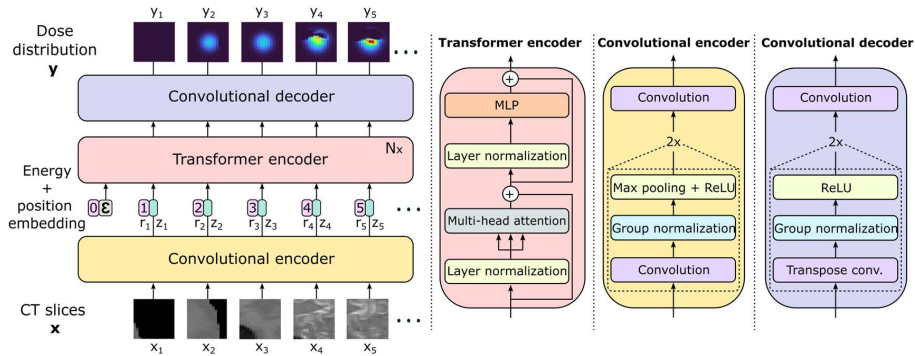 Dose
distribution
y
y1 y2 y3 y4 y5 ...
Convolutional decoder
Transformer encoder
Nx
Energy
+
position
embedding
0 ε 1 2 3 4 5 ...
r1 z1 r2 z2 r3 z3 r4 z4 r5 z5
Convolutional encoder
CT slices
x
...
x1 x2 x3 x4 x5
Transformer encoder
+
MLP
Layer normalization
+
Multi-head attention
Layer normalization
Convolutional encoder
Convolution
2x
Max pooling + ReLU
Group normalization
Convolution
Convolutional decoder
Convolution
2x
ReLU
Group normalization
Transpose conv.